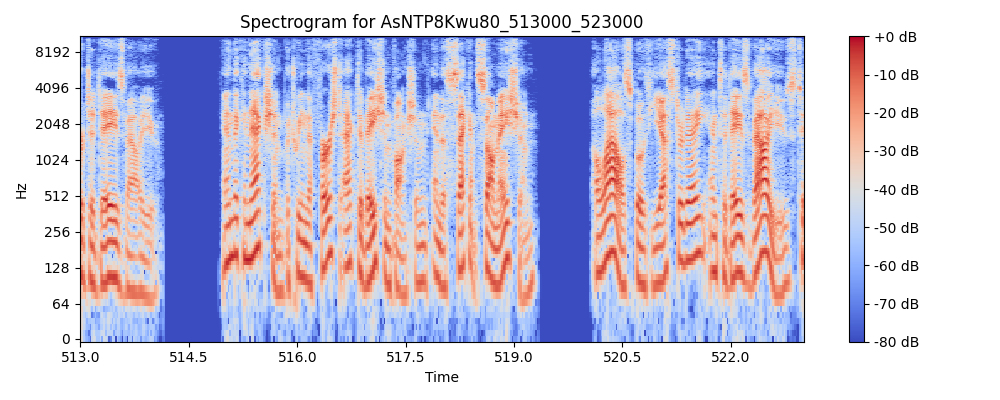 Spectrogram for AsNTP8Kwu80_513000_523000
Hz
8192
4096
2048
1024
512
256
128
64
0
513.0 514.5 516.0 517.5 519.0 520.5 522.0
Time
+0 dB
-10 dB
-20 dB
-30 dB
-40 dB
-50 dB
-60 dB
-70 dB
-80 dB